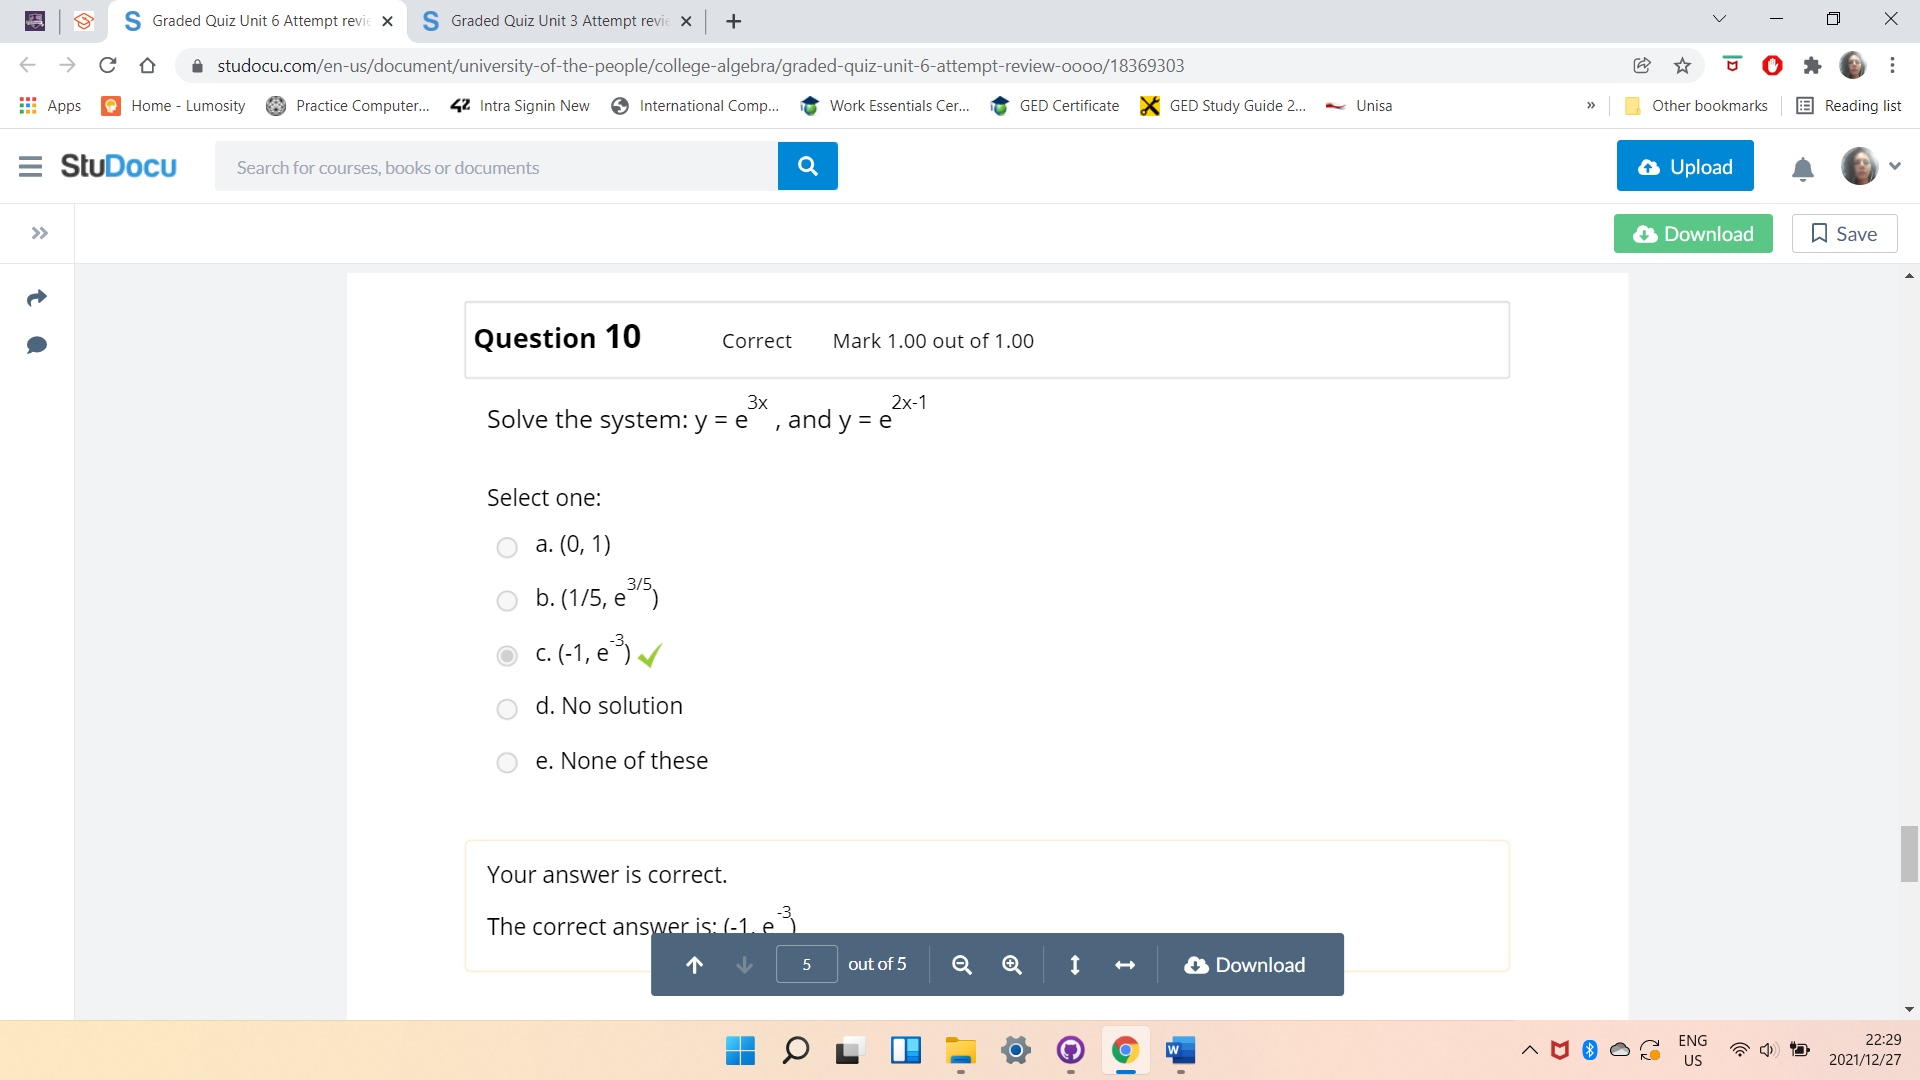 Graded Quiz Unit 6 Attempt revie
Graded Quiz Unit 3 Attempt revie
studocu.com/en-us/document/university-of-the-people/college-algebra/graded-quiz-unit-6-attempt-review-oooo/18369303
Apps Home - Lumosity Practice Computer... 42 Intra Signin New International Comp... Work Essentials Cer... GED Certificate GED Study Guide 2... Unisa » Other bookmarks Reading list
StuDocu Search for courses, books or documents Upload
Download Save
Question 10 Correct Mark 1.00 out of 1.00
Solve the system: y = e^3x , and y = e^2x-1
Select one:
a. (0, 1)
b. (1/5, e^3/5)
c. (-1, e^-3)
d. No solution
e. None of these
Your answer is correct.
The correct answer is: (-1, e^-3)
5 out of 5 Download
ENG
US
22:29
2021/12/27